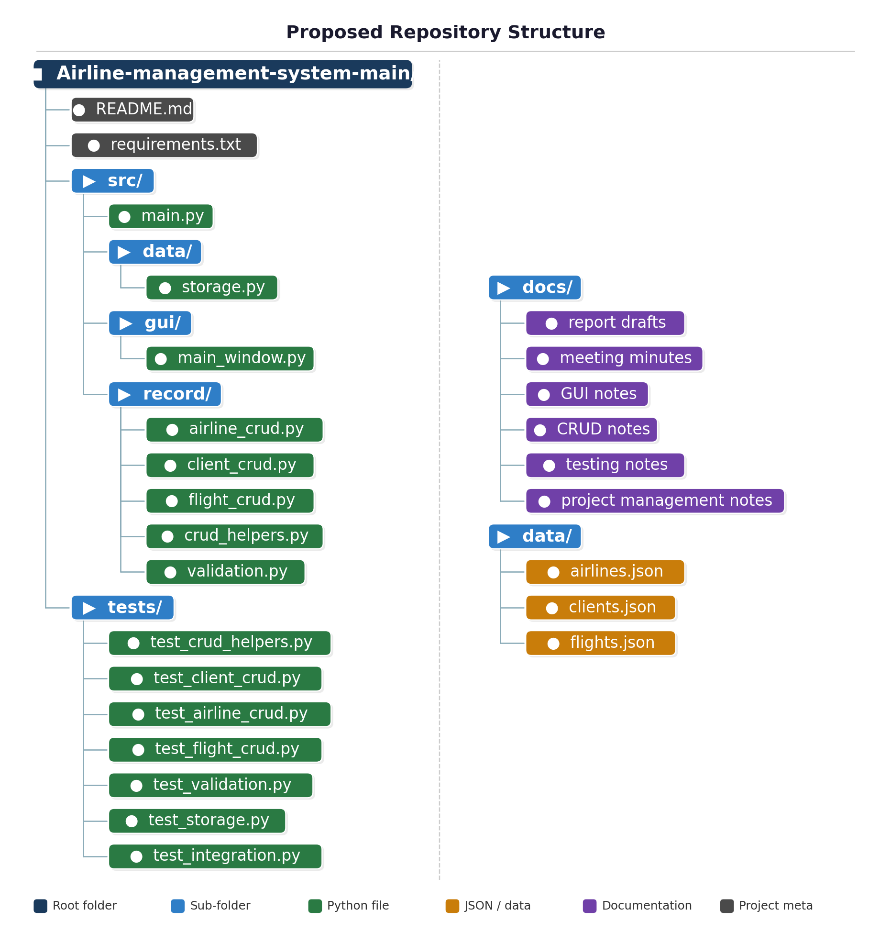 Proposed Repository Structure
Airline-management-system-main/
README.md
requirements.txt
src/
main.py
data/
storage.py
gui/
main_window.py
record/
airline_crud.py
client_crud.py
flight_crud.py
crud_helpers.py
validation.py
tests/
test_crud_helpers.py
test_client_crud.py
test_airline_crud.py
test_flight_crud.py
test_validation.py
test_storage.py
test_integration.py
docs/
report drafts
meeting minutes
GUI notes
CRUD notes
testing notes
project management notes
data/
airlines.json
clients.json
flights.json
Root folder
Sub-folder
Python file
JSON / data
Documentation
Project meta